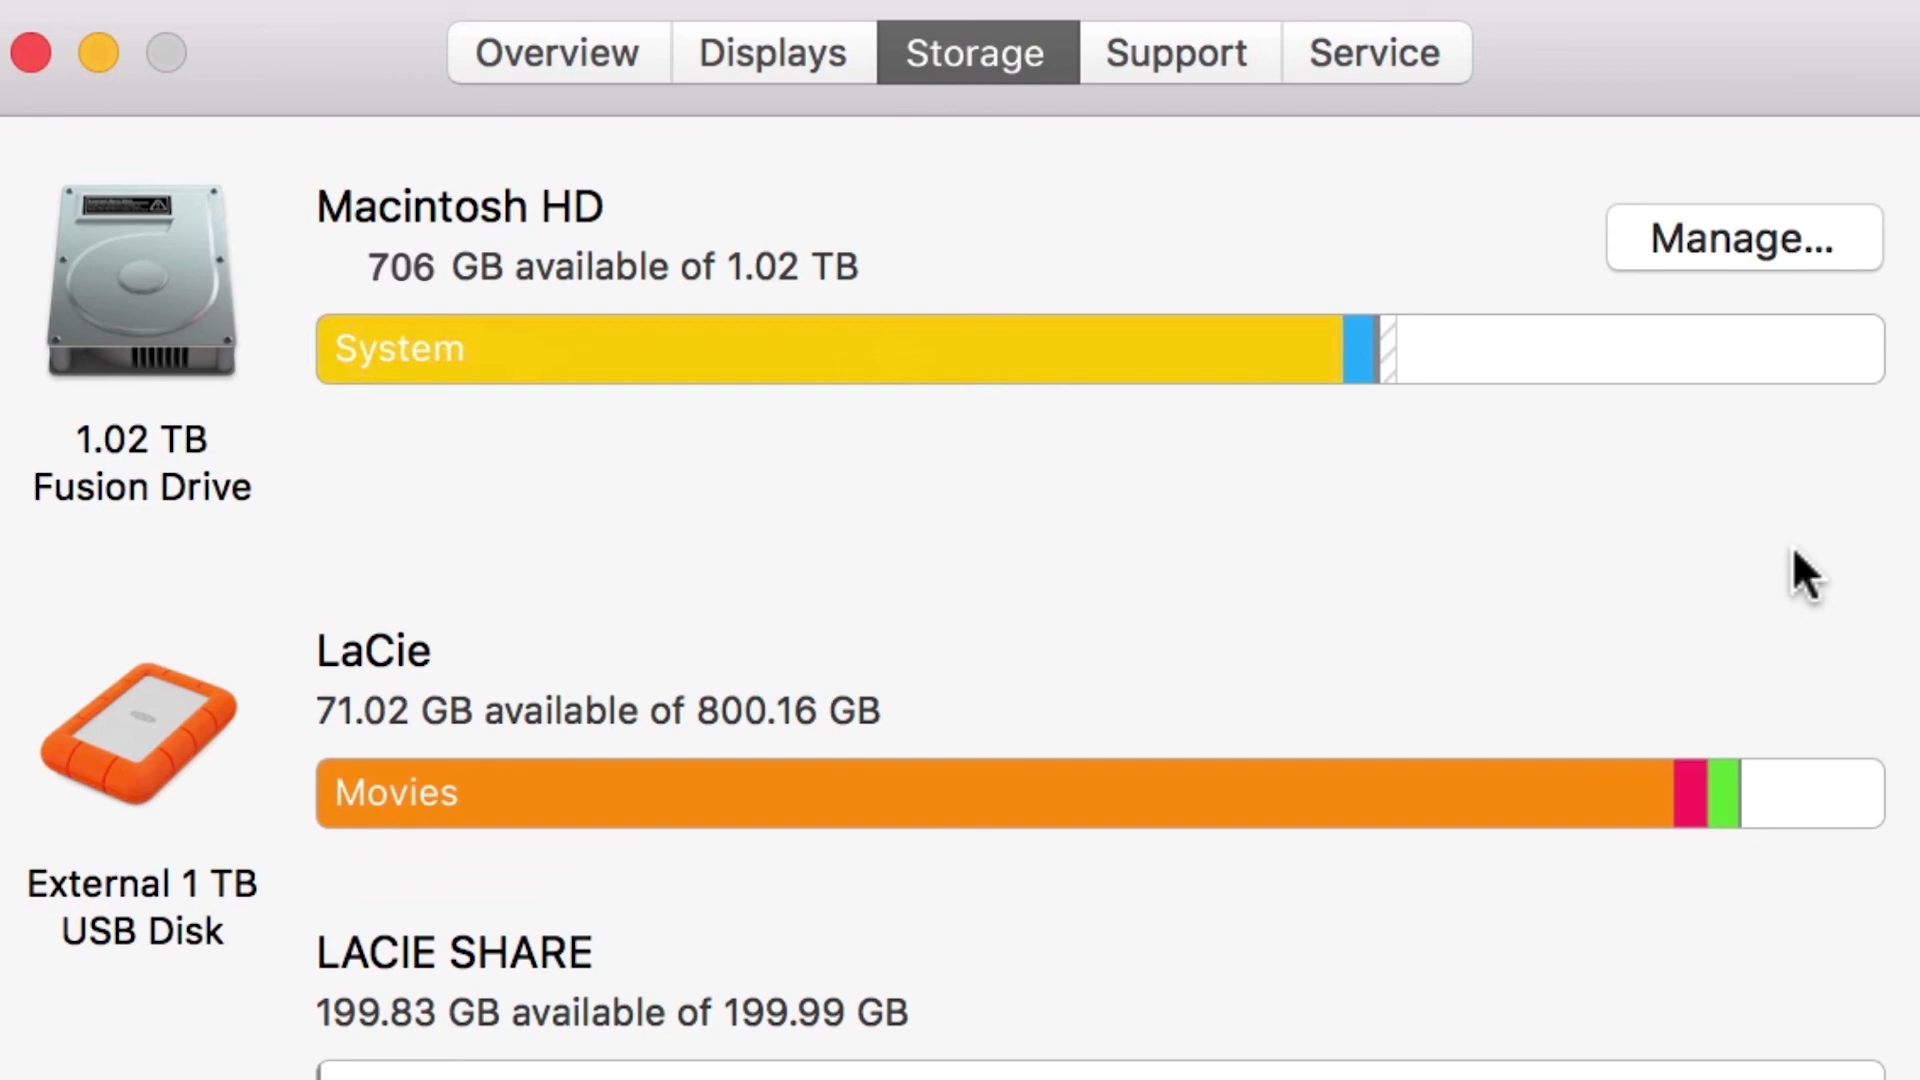 Overview Displays Storage Support Service
Macintosh HD
706 GB available of 1.02 TB
Manage...
System
1.02 TB
Fusion Drive
LaCie
71.02 GB available of 800.16 GB
Movies
External 1 TB
USB Disk
LACIE SHARE
199.83 GB available of 199.99 GB